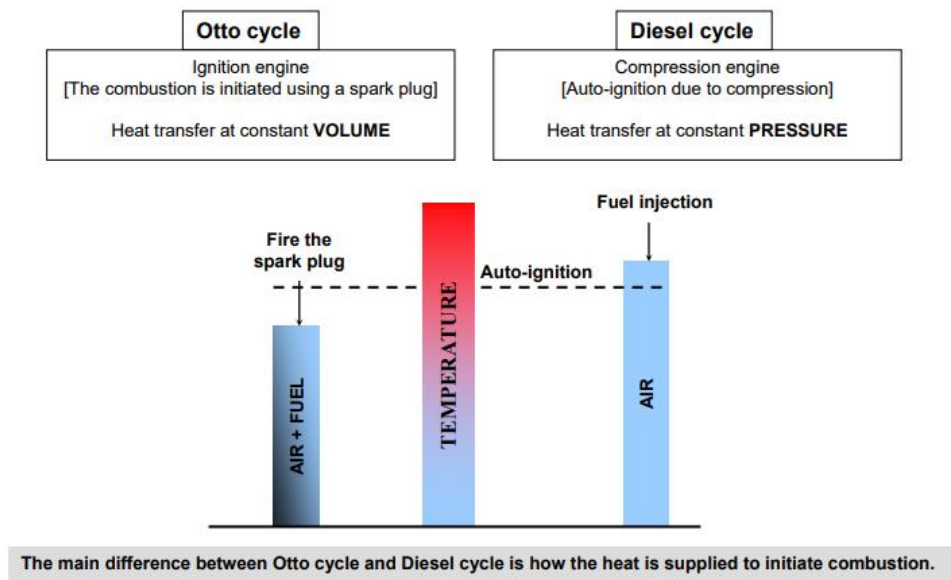 Otto cycle
Ignition engine
[The combustion is initiated using a spark plug]
Heat transfer at constant VOLUME
Diesel cycle
Compression engine
[Auto-ignition due to compression]
Heat transfer at constant PRESSURE
Fire the
spark plug
AIR + FUEL
TEMPERATURE
Auto-ignition
Fuel injection
AIR
The main difference between Otto cycle and Diesel cycle is how the heat is supplied to initiate combustion.